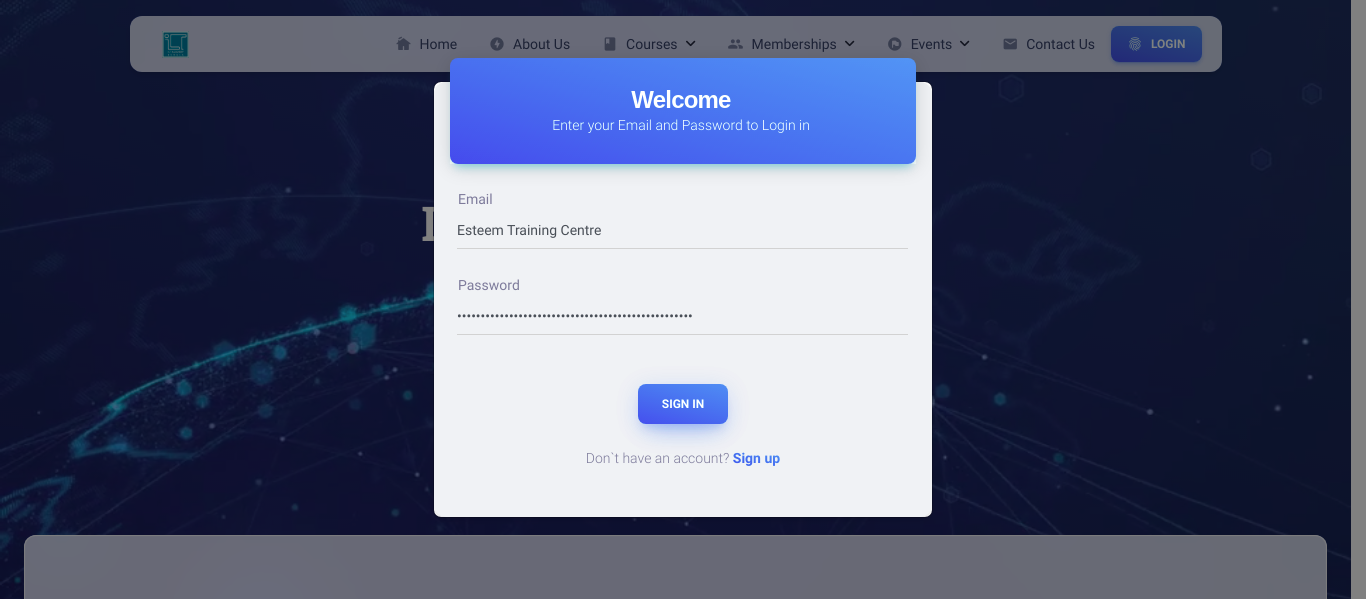 Home
About Us
Courses
Memberships
Events
Contact Us
LOGIN
Welcome
Enter your Email and Password to Login in
Email
Esteem Training Centre
Password
••••••••••••••••••••••••••••••••••••••••••••••••••
SIGN IN
Don`t have an account? Sign up